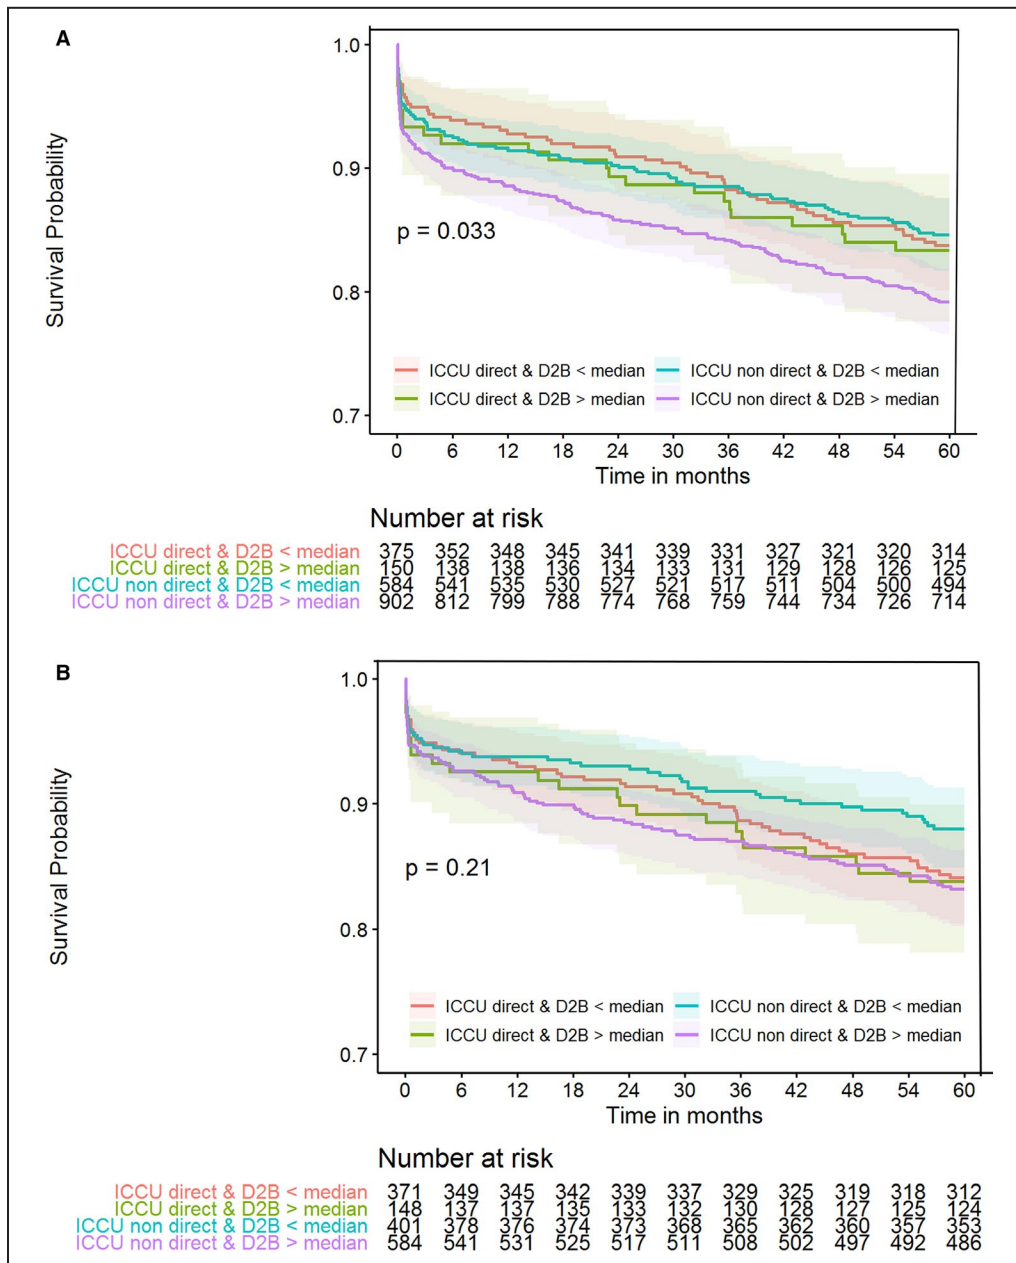 A
1.0
0.9
0.8
0.7
Survival Probability
p = 0.033
ICCU direct & D2B < median ICCU non direct & D2B < median
ICCU direct & D2B > median ICCU non direct & D2B > median
0 6 12 18 24 30 36 42 48 54 60
Time in months
Number at risk
ICCU direct & D2B < median 375 352 348 345 341 339 331 327 321 320 314
ICCU direct & D2B > median 150 138 138 136 134 133 131 129 128 126 125
ICCU non direct & D2B < median 584 541 535 530 527 521 517 511 504 500 494
ICCU non direct & D2B > median 902 812 799 788 774 768 759 744 734 726 714
B
1.0
0.9
0.8
0.7
Survival Probability
p = 0.21
ICCU direct & D2B < median ICCU non direct & D2B < median
ICCU direct & D2B > median ICCU non direct & D2B > median
0 6 12 18 24 30 36 42 48 54 60
Time in months
Number at risk
ICCU direct & D2B < median 371 349 345 342 339 337 329 325 319 318 312
ICCU direct & D2B > median 148 137 137 135 133 132 130 128 127 125 124
ICCU non direct & D2B < median 401 378 376 374 373 368 365 362 360 357 353
ICCU non direct & D2B > median 584 541 531 525 517 511 508 502 497 492 486